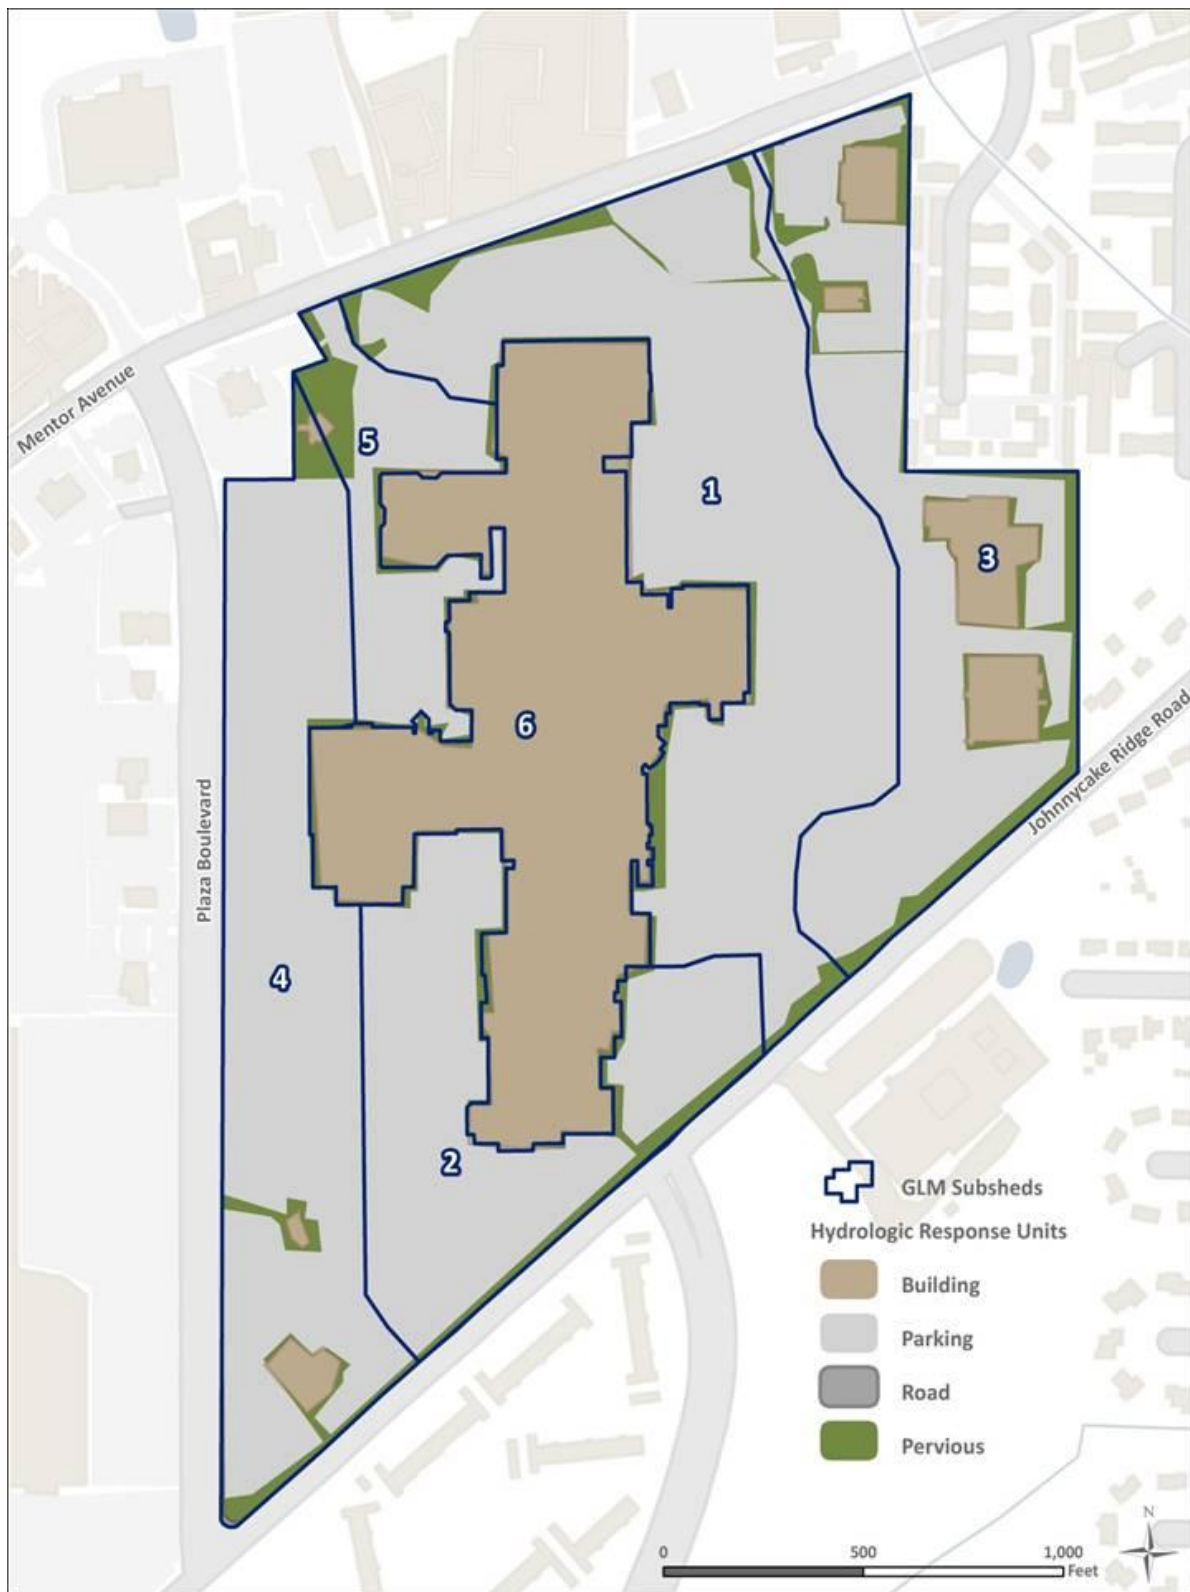 Mentor Avenue
5
1
3
6
Plaza Boulevard
Johnnycake Ridge Road
4
2
GLM Subsheds
Hydrologic Response Units
Building
Parking
Road
Pervious
N
0 500 1,000
Feet